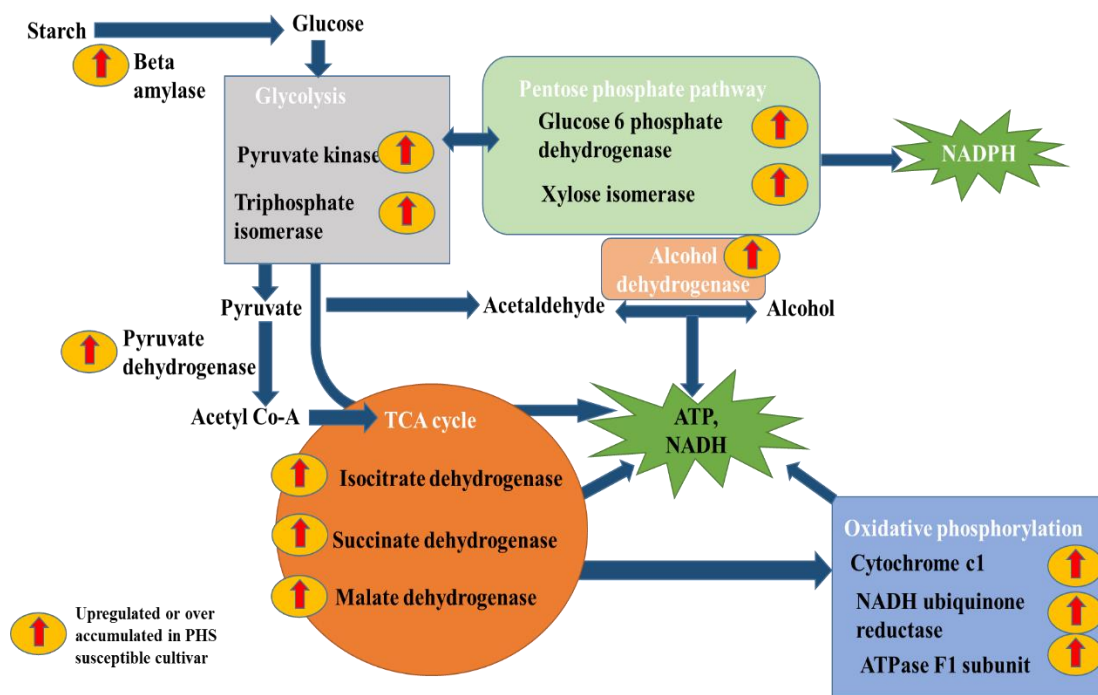 Starch
Glucose
Beta
amylase
Glycolysis
Pyruvate kinase
Triphosphate
isomerase
Pentose phosphate pathway
Glucose 6 phosphate
dehydrogenase
Xylose isomerase
NADPH
Alcohol
dehydrogenase
Pyruvate
Acetaldehyde
Alcohol
Pyruvate
dehydrogenase
Acetyl Co-A
TCA cycle
ATP,
NADH
Isocitrate dehydrogenase
Succinate dehydrogenase
Malate dehydrogenase
Oxidative phosphorylation
Cytochrome c1
NADH ubiquinone
reductase
ATPase F1 subunit
Upregulated or over
accumulated in PHS
susceptible cultivar